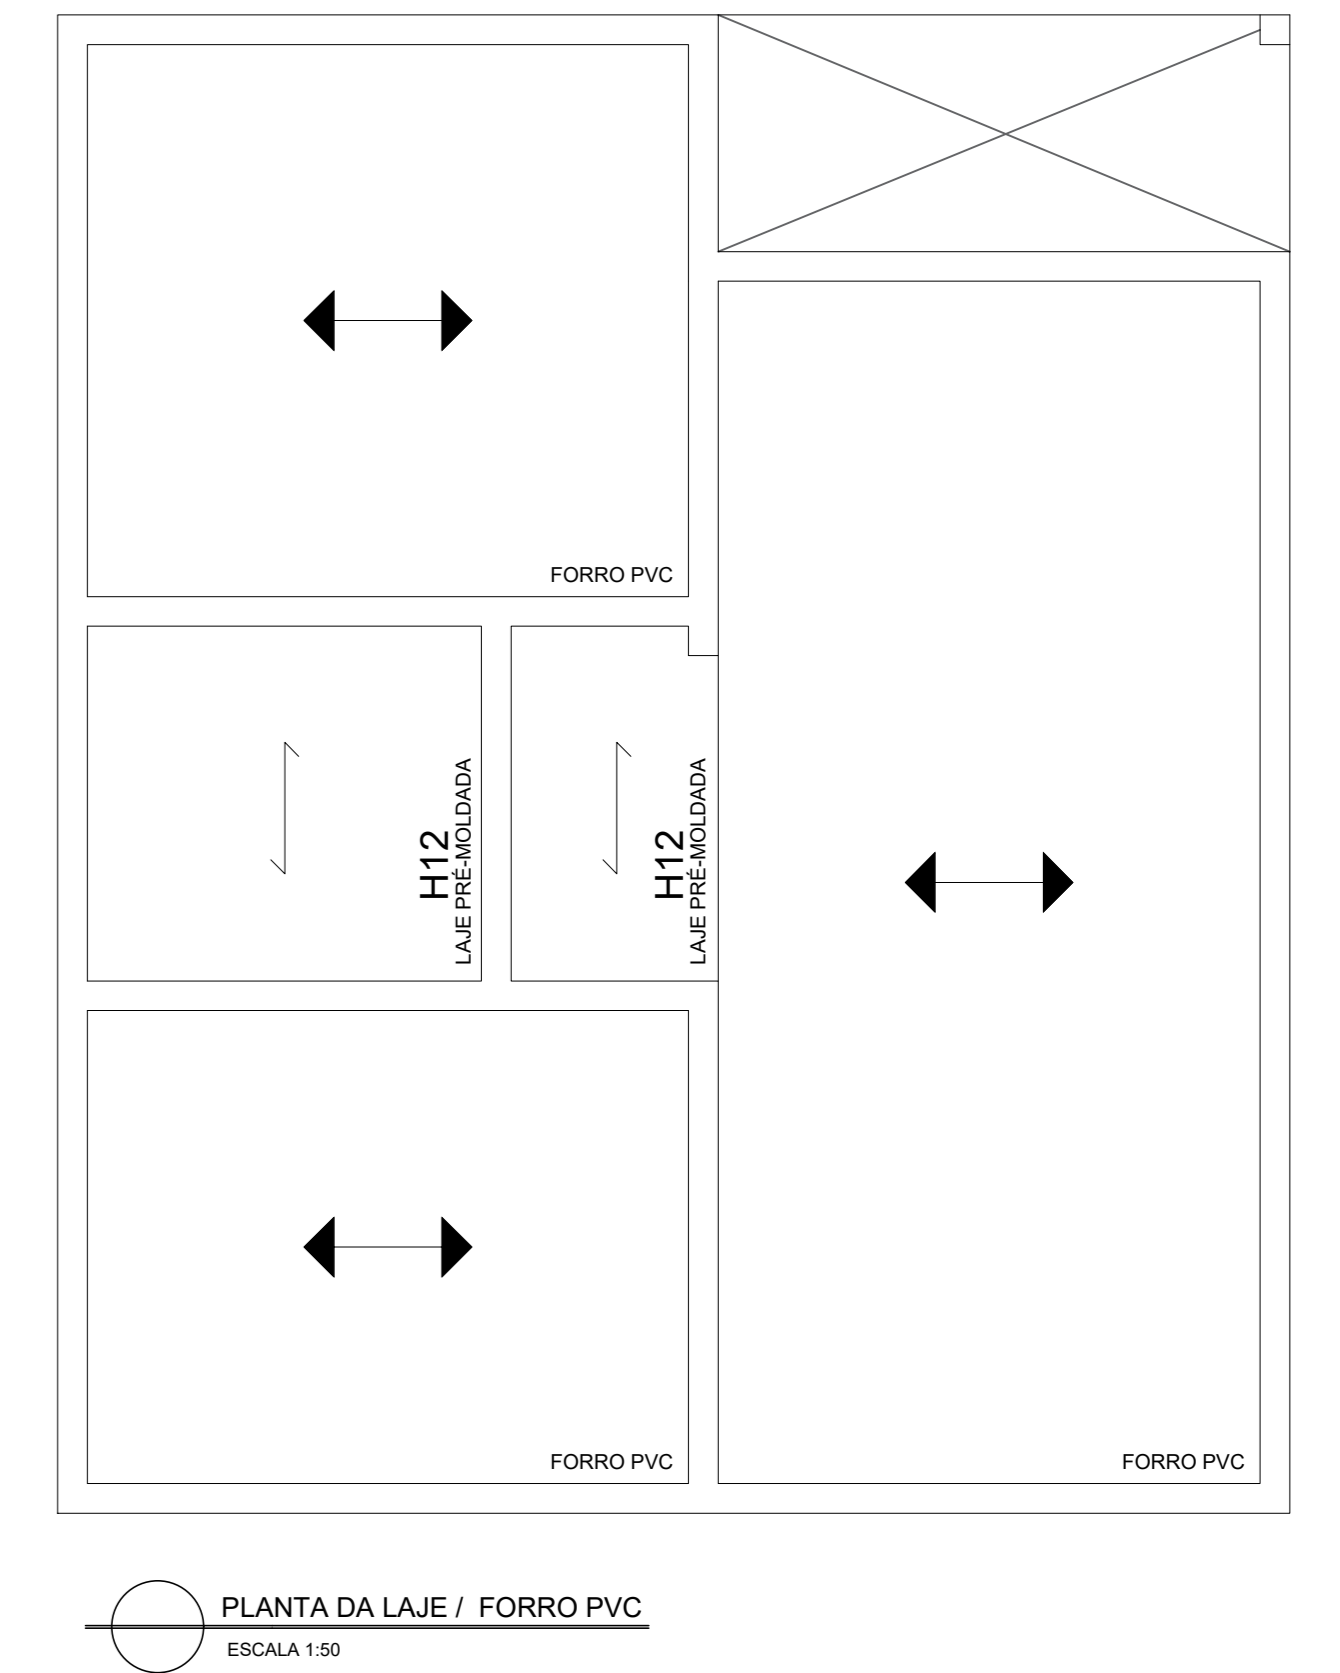 FORRO PVC
H12
LAJE PRÉ-MOLDADA
H12
LAJE PRÉ-MOLDADA
FORRO PVC
FORRO PVC
PLANTA DA LAJE / FORRO PVC
ESCALA 1:50